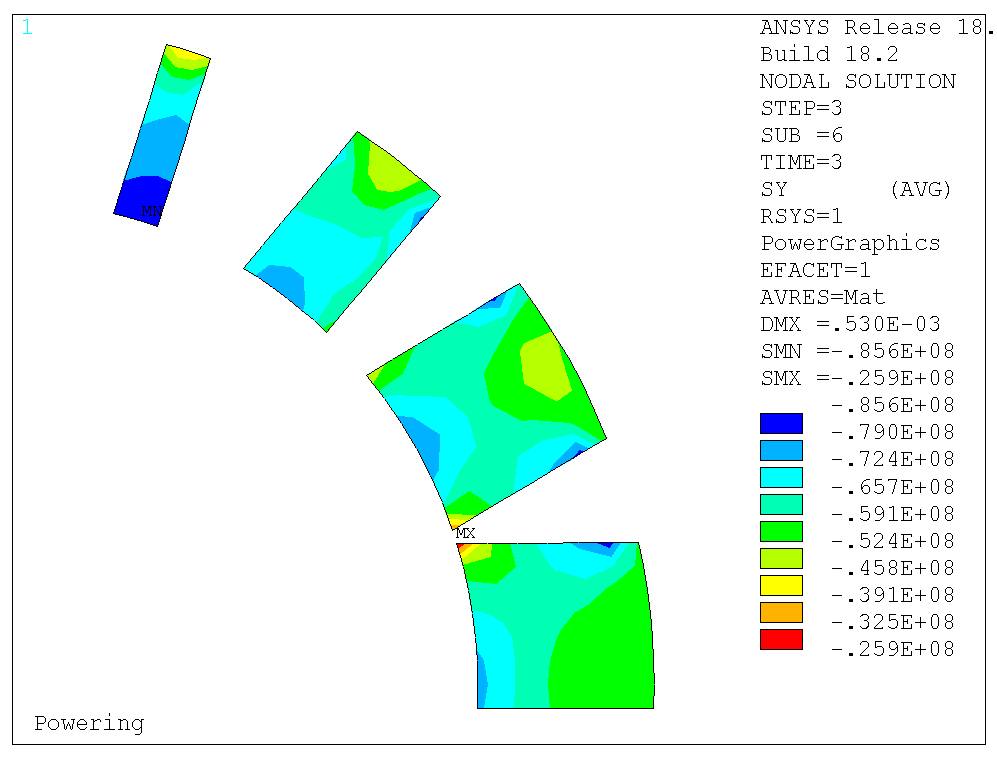 1
ANSYS Release 18.
Build 18.2
NODAL SOLUTION
STEP=3
SUB =6
TIME=3
SY (AVG)
RSYS=1
PowerGraphics
EFACET=1
AVRES=Mat
DMX =.530E-03
SMN =-.856E+08
SMX =-.259E+08
-.856E+08
-.790E+08
-.724E+08
-.657E+08
-.591E+08
-.524E+08
-.458E+08
-.391E+08
-.325E+08
-.259E+08
MN
MX
Powering